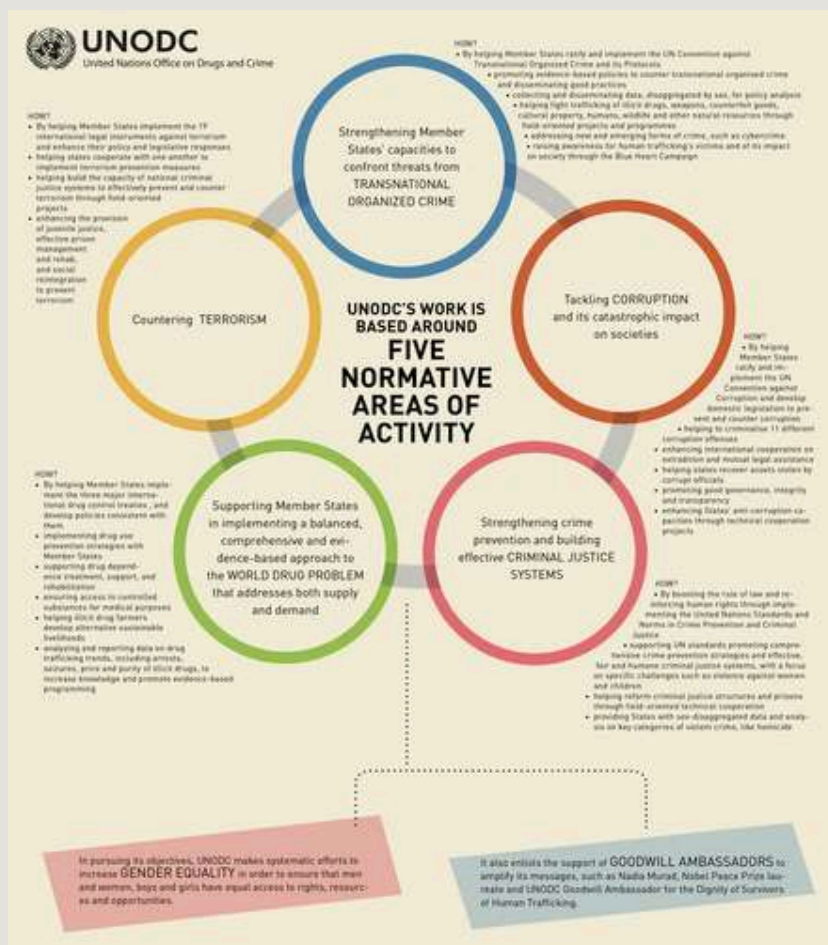 UNODC
United Nations Office on Drugs and Crime
HOW?
• By helping Member States ratify and implement the UN Convention against
Transnational Organized Crime and its Protocols
• promoting evidence-based policies to counter transnational organised crime
and disseminating good practices
• collecting and disseminating data, disaggregated by sex, for policy analysis
• helping fight trafficking of illicit drugs, weapons, counterfeit goods,
cultural property, humans, wildlife and other natural resources through
field-oriented projects and programmes
• addressing new and emerging forms of crime, such as cybercrime
• raising awareness for human trafficking's victims and of its impact
on society through the Blue Heart Campaign
Strengthening Member
States' capacities to
confront threats from
TRANSNATIONAL
ORGANIZED CRIME
HOW?
• By helping Member States implement the 19
international legal instruments against terrorism
and enhance their policy and legislative responses
• helping states cooperate with one another to
implement terrorism prevention measures
• helping build the capacity of national criminal
justice systems to effectively prevent and counter
terrorism through field-oriented
projects
• enhancing the provision
of juvenile justice,
effective prison
management
and rehab,
and social
reintegration
to prevent
terrorism
Countering TERRORISM
UNODC'S WORK IS
BASED AROUND
FIVE
NORMATIVE
AREAS OF
ACTIVITY
Tackling CORRUPTION
and its catastrophic impact
on societies
HOW?
• By helping
Member States
ratify and im-
plement the UN
Convention against
Corruption and develop
domestic legislation to pre-
vent and counter corruption
• helping to criminalise 11 different
corruption offenses
• enhancing international cooperation on
extradition and mutual legal assistance
• helping states recover assets stolen by
corrupt officials
• promoting good governance, integrity
and transparency
• enhancing States' anti-corruption ca-
pacities through technical cooperation
projects
HOW?
• By helping Member States imple-
ment the three major interna-
tional drug control treaties , and
develop policies consistent with
them
• implementing drug use
prevention strategies with
Member States
• supporting drug depend-
ence treatment, support, and
rehabilitation
• ensuring access to controlled
substances for medical purposes
• helping illicit drug farmers
develop alternative sustainable
livelihoods
• analyzing and reporting data on drug
trafficking trends, including arrests,
seizures, price and purity of illicit drugs, to
increase knowledge and promote evidence-based
programming
Supporting Member States
in implementing a balanced,
comprehensive and evi-
dence-based approach to
the WORLD DRUG PROBLEM
that addresses both supply
and demand
Strengthening crime
prevention and building
effective CRIMINAL JUSTICE
SYSTEMS
HOW?
• By boosting the rule of law and re-
inforcing human rights through imple-
menting the United Nations Standards and
Norms in Crime Prevention and Criminal
Justice
• supporting UN standards promoting compre-
hensive crime prevention strategies and effective,
fair and humane criminal justice systems, with a focus
on specific challenges such as violence against women
and children
• helping reform criminal justice structures and prisons
through field-oriented technical cooperation
• providing States with sex-disaggregated data and analy-
sis on key categories of violent crime, like homicide
In pursuing its objectives, UNODC makes systematic efforts to
increase GENDER EQUALITY in order to ensure that men
and women, boys and girls have equal access to rights, resourc-
es and opportunities.
It also enlists the support of GOODWILL AMBASSADORS to
amplify its messages, such as Nadia Murad, Nobel Peace Prize lau-
reate and UNODC Goodwill Ambassador for the Dignity of Survivors
of Human Trafficking.